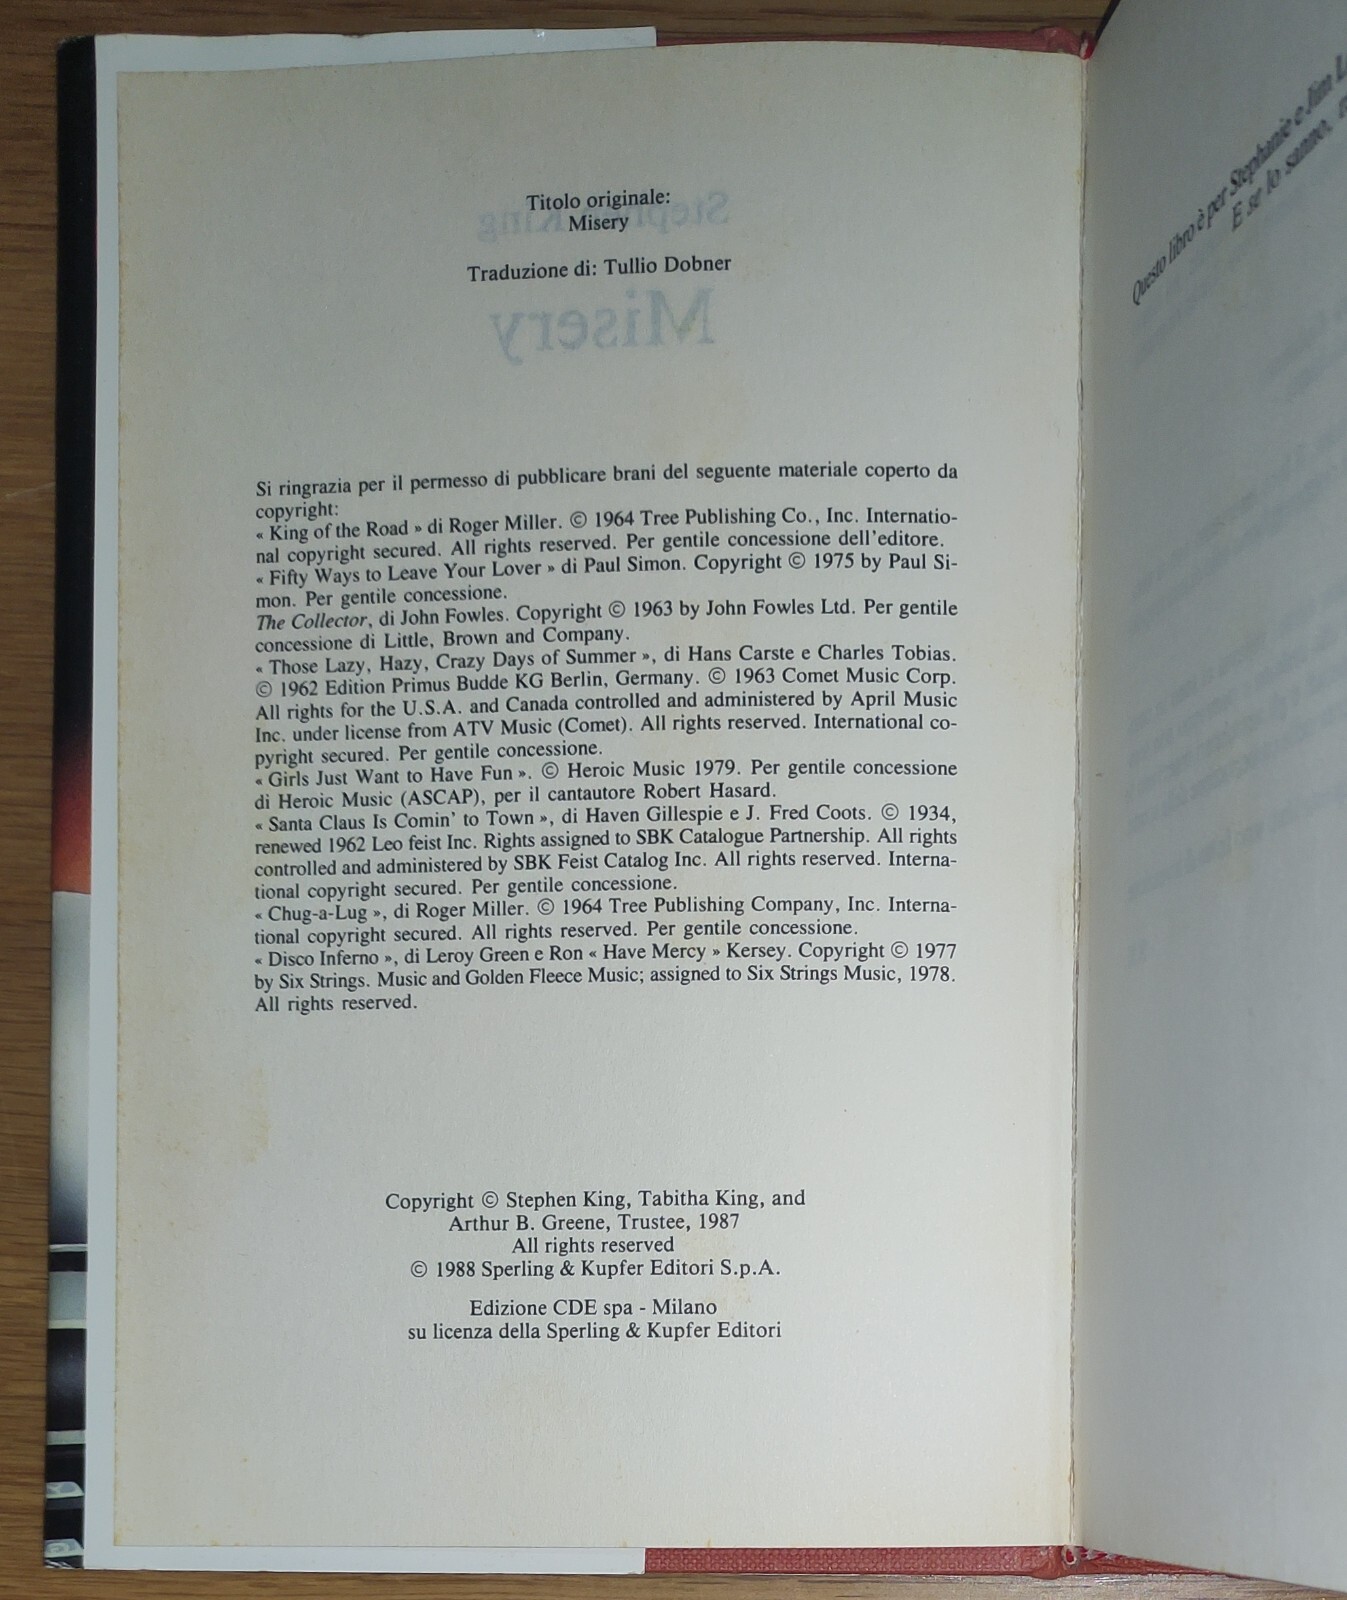 Titolo originale:
Misery
Traduzione di: Tullio Dobner
Stephen King
Misery
Si ringrazia per il permesso di pubblicare brani del seguente materiale coperto da
copyright:
« King of the Road » di Roger Miller. © 1964 Tree Publishing Co., Inc. Internatio-
nal copyright secured. All rights reserved. Per gentile concessione dell'editore.
« Fifty Ways to Leave Your Lover » di Paul Simon. Copyright © 1975 by Paul Si-
mon. Per gentile concessione.
The Collector, di John Fowles. Copyright © 1963 by John Fowles Ltd. Per gentile
concessione di Little, Brown and Company.
« Those Lazy, Hazy, Crazy Days of Summer », di Hans Carste e Charles Tobias.
© 1962 Edition Primus Budde KG Berlin, Germany. © 1963 Comet Music Corp.
All rights for the U.S.A. and Canada controlled and administered by April Music
Inc. under license from ATV Music (Comet). All rights reserved. International co-
pyright secured. Per gentile concessione.
« Girls Just Want to Have Fun ». © Heroic Music 1979. Per gentile concessione
di Heroic Music (ASCAP), per il cantautore Robert Hasard.
« Santa Claus Is Comin' to Town », di Haven Gillespie e J. Fred Coots. © 1934,
renewed 1962 Leo feist Inc. Rights assigned to SBK Catalogue Partnership. All rights
controlled and administered by SBK Feist Catalog Inc. All rights reserved. Interna-
tional copyright secured. Per gentile concessione.
« Chug-a-Lug », di Roger Miller. © 1964 Tree Publishing Company, Inc. Interna-
tional copyright secured. All rights reserved. Per gentile concessione.
« Disco Inferno », di Leroy Green e Ron « Have Mercy » Kersey. Copyright © 1977
by Six Strings. Music and Golden Fleece Music; assigned to Six Strings Music, 1978.
All rights reserved.
Copyright © Stephen King, Tabitha King, and
Arthur B. Greene, Trustee, 1987
All rights reserved
© 1988 Sperling & Kupfer Editori S.p.A.
Edizione CDE spa - Milano
su licenza della Sperling & Kupfer Editori
Questo libro è per Stephanie e Jim
E se lo sanno,